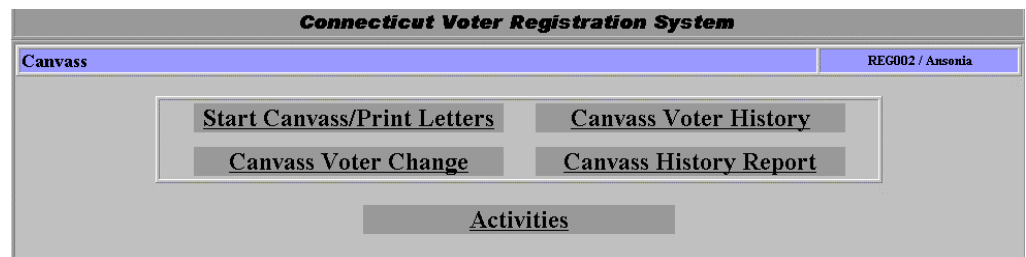 Connecticut Voter Registration System
Canvass REG002 / Ansonia
Start Canvass/Print Letters Canvass Voter History
Canvass Voter Change Canvass History Report
Activities